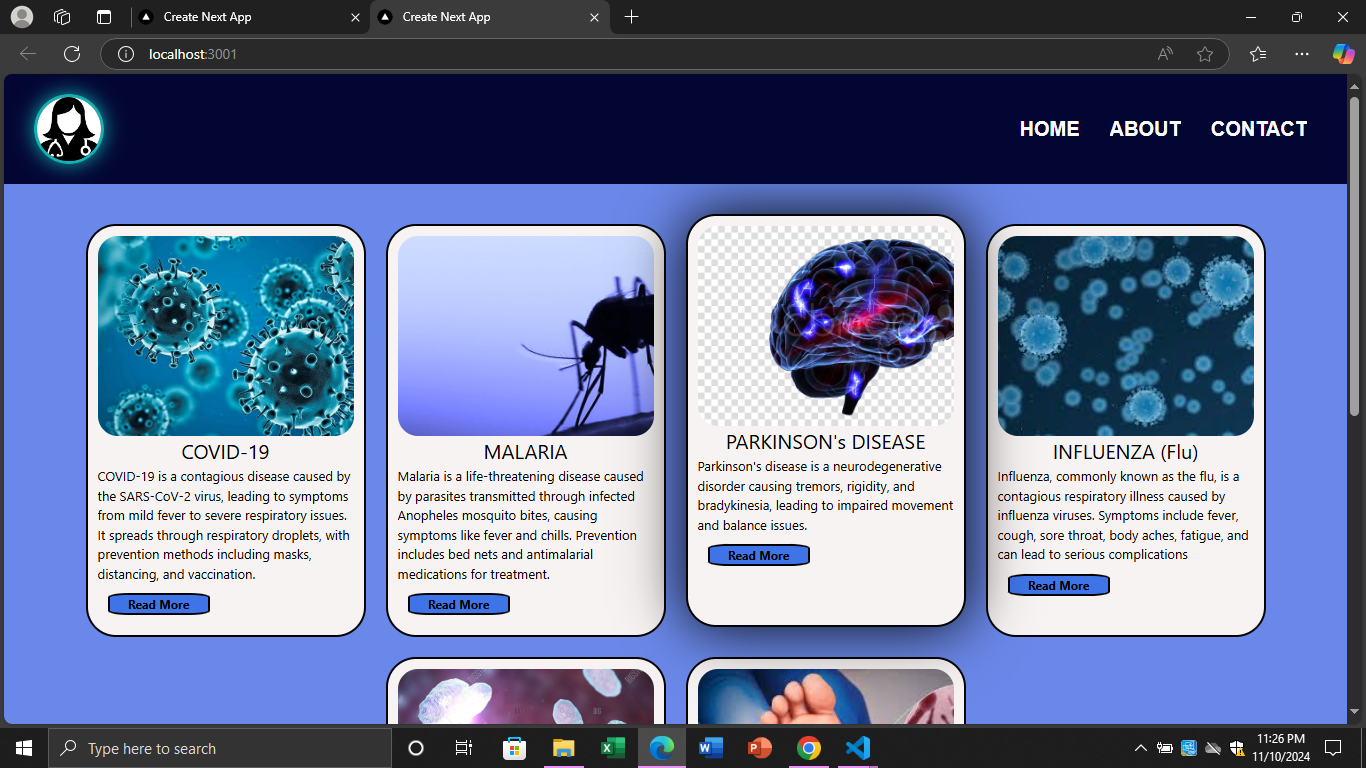 Create Next App
Create Next App
localhost:3001
HOME ABOUT CONTACT
COVID-19
COVID-19 is a contagious disease caused by
the SARS-CoV-2 virus, leading to symptoms
from mild fever to severe respiratory issues.
It spreads through respiratory droplets, with
prevention methods including masks,
distancing, and vaccination.
Read More
MALARIA
Malaria is a life-threatening disease caused
by parasites transmitted through infected
Anopheles mosquito bites, causing
symptoms like fever and chills. Prevention
includes bed nets and antimalarial
medications for treatment.
Read More
PARKINSON's DISEASE
Parkinson's disease is a neurodegenerative
disorder causing tremors, rigidity, and
bradykinesia, leading to impaired movement
and balance issues.
Read More
INFLUENZA (Flu)
Influenza, commonly known as the flu, is a
contagious respiratory illness caused by
influenza viruses. Symptoms include fever,
cough, sore throat, body aches, fatigue, and
can lead to serious complications
Read More
Type here to search
11:26 PM
11/10/2024